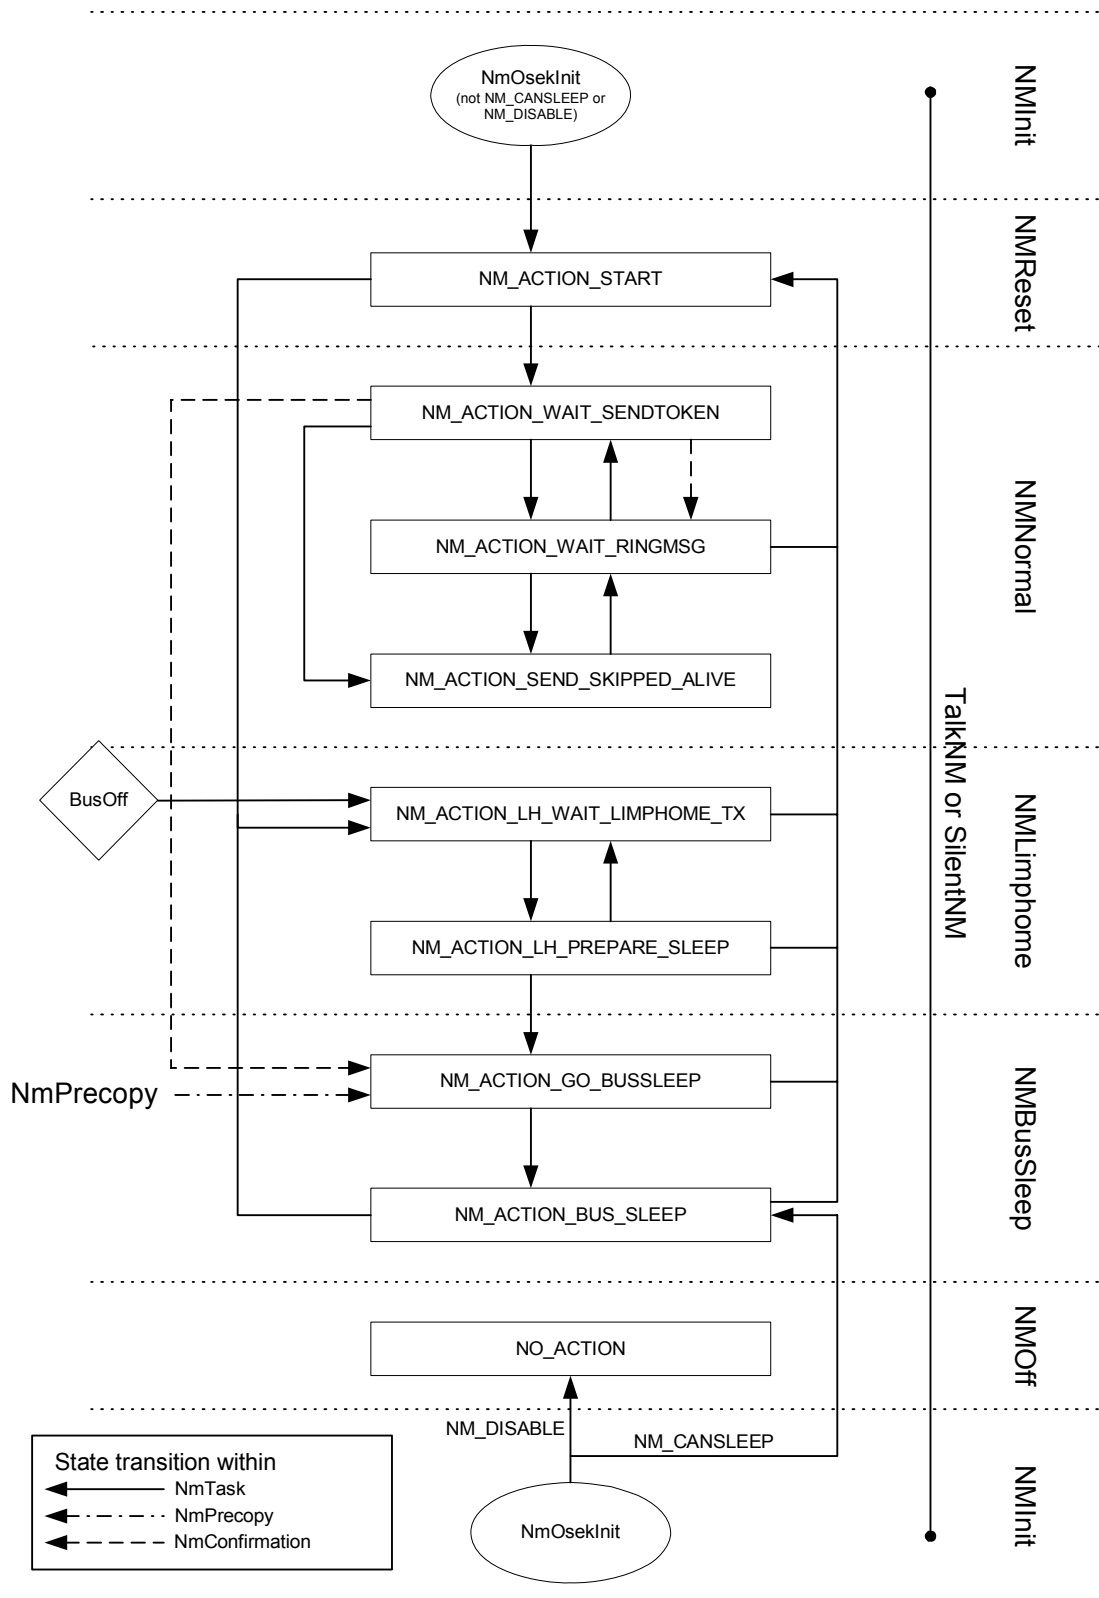 NmOsekInit
(not NM_CANSLEEP or
NM_DISABLE)
NMInit
NM_ACTION_START
NMReset
NM_ACTION_WAIT_SENDTOKEN
NM_ACTION_WAIT_RINGMSG
NM_ACTION_SEND_SKIPPED_ALIVE
NMNormal
TalkNM or SilentNM
BusOff
NM_ACTION_LH_WAIT_LIMPHOME_TX
NM_ACTION_LH_PREPARE_SLEEP
NMLimphome
NM_ACTION_GO_BUSSLEEP
NmPrecopy
NM_ACTION_BUS_SLEEP
NMBusSleep
NO_ACTION
NMOff
NM_DISABLE
NM_CANSLEEP
NmOsekInit
NMInit
State transition within
NmTask
NmPrecopy
NmConfirmation